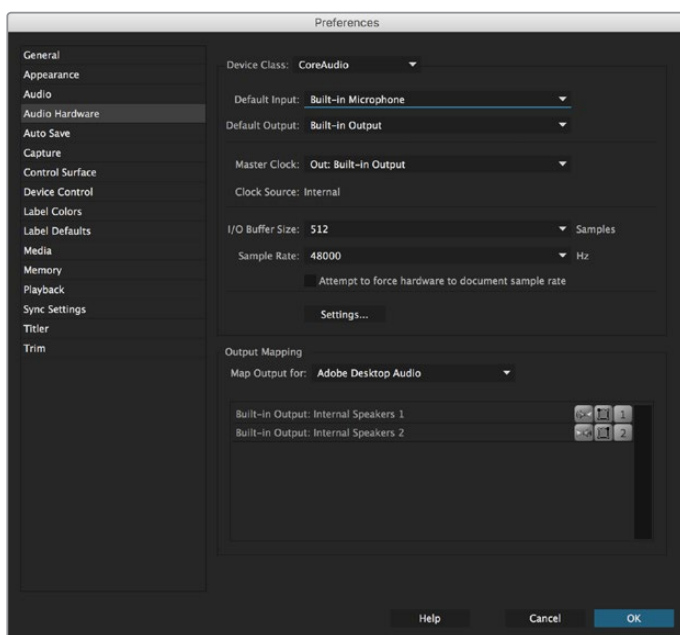 Preferences
General
Appearance
Audio
Audio Hardware
Auto Save
Capture
Control Surface
Device Control
Label Colors
Label Defaults
Media
Memory
Playback
Sync Settings
Titler
Trim
Device Class: CoreAudio
Default Input: Built-in Microphone
Default Output: Built-in Output
Master Clock: Out: Built-in Output
Clock Source: Internal
I/O Buffer Size: 512 Samples
Sample Rate: 48000 Hz
Attempt to force hardware to document sample rate
Settings...
Output Mapping
Map Output for: Adobe Desktop Audio
Built-in Output: Internal Speakers 1 1
Built-in Output: Internal Speakers 2 2
Help Cancel OK